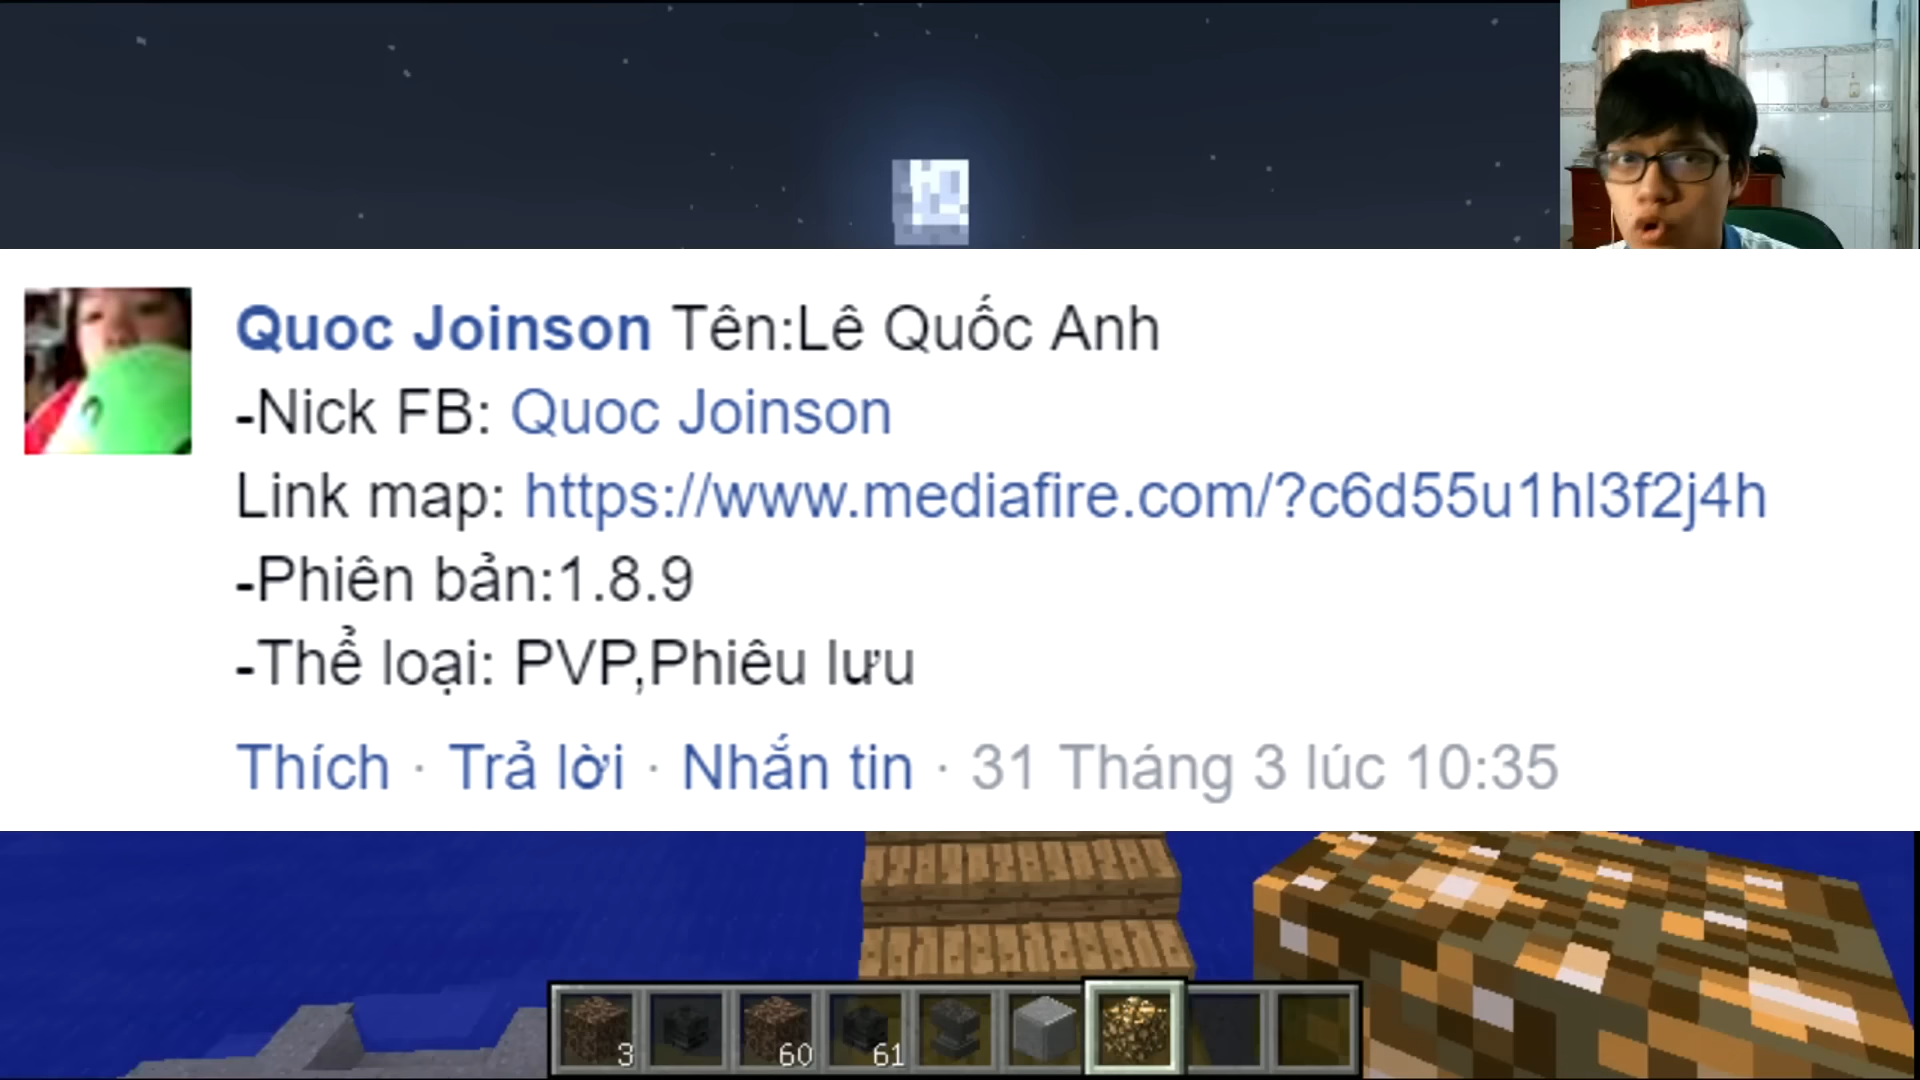 Quoc Joinson Tên:Lê Quốc Anh
-Nick FB: Quoc Joinson
Link map: https://www.mediafire.com/?c6d55u1hl3f2j4h
-Phiên bản:1.8.9
-Thể loại: PVP,Phiêu lưu
Thích · Trả lời · Nhắn tin · 31 Tháng 3 lúc 10:35
3 60 61